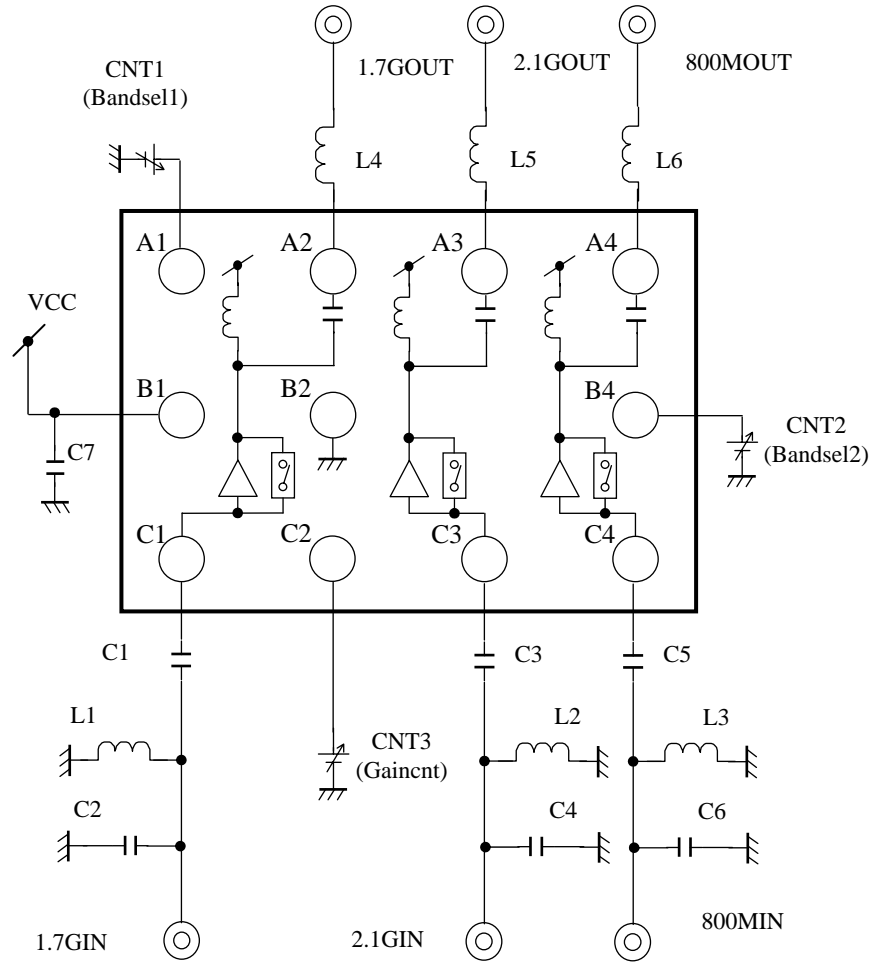 1.7GOUT
2.1GOUT
800MOUT
CNT1
(Bandsel1)
L4
L5
L6
A1
A2
A3
A4
VCC
B1
B2
B4
CNT2
(Bandsel2)
C7
C1
C2
C3
C4
C1
C3
C5
L1
L2
L3
CNT3
(Gaincnt)
C2
C4
C6
1.7GIN
2.1GIN
800MIN